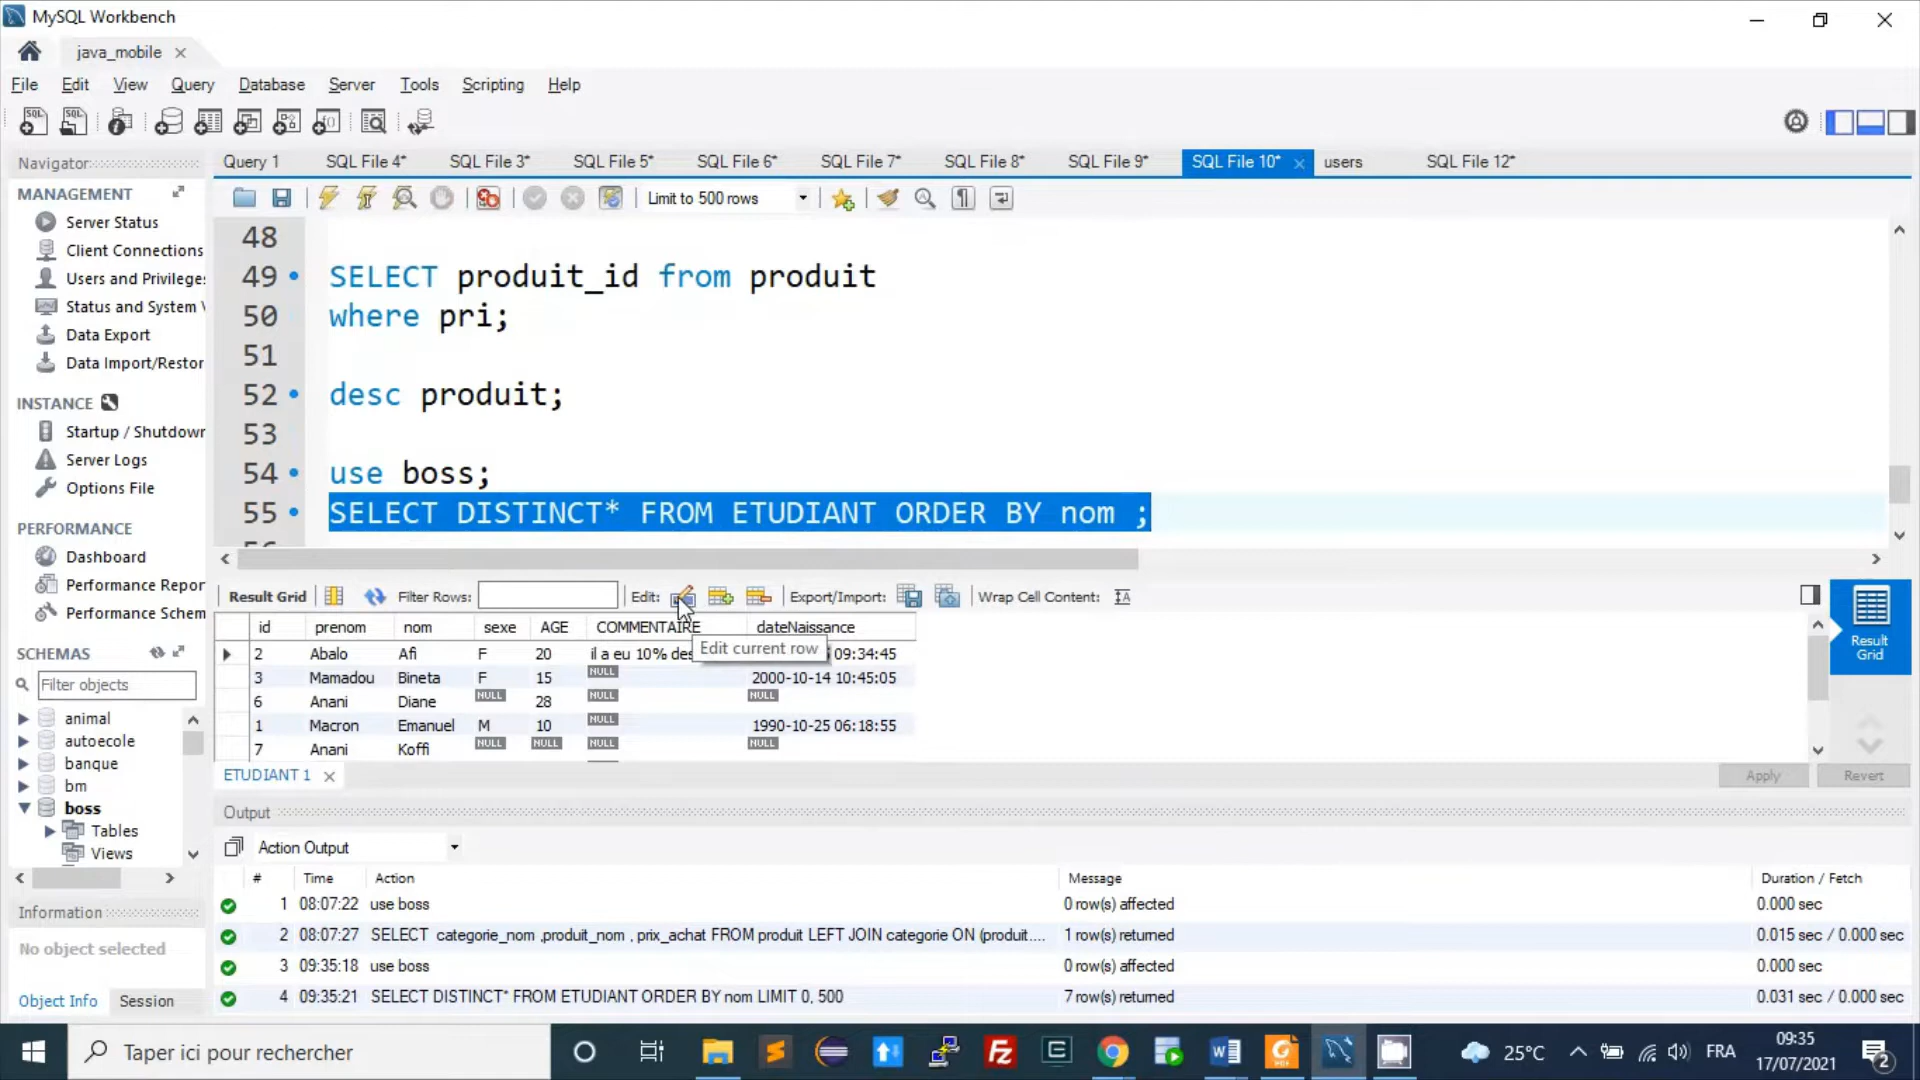 MySQL Workbench
java_mobile
File Edit View Query Database Server Tools Scripting Help
Navigator
Query 1 SQL File 4* SQL File 3* SQL File 5* SQL File 6* SQL File 7* SQL File 8* SQL File 9* SQL File 10* users SQL File 12*
MANAGEMENT
Server Status
Client Connections
Users and Privilege
Status and System
Data Export
Data Import/Restor
INSTANCE
Startup / Shutdown
Server Logs
Options File
PERFORMANCE
Dashboard
Performance Repor
Performance Schem
SCHEMAS
Filter objects
animal
autoecole
banque
bm
boss
Tables
Views
Information
No object selected
Object Info Session
Limit to 500 rows
48
49 SELECT produit_id from produit
50 where pri;
51
52 desc produit;
53
54 use boss;
55 SELECT DISTINCT* FROM ETUDIANT ORDER BY nom ;
Result Grid Filter Rows: Edit: Export/Import: Wrap Cell Content:
id prenom nom sexe AGE COMMENTAIRE dateNaissance
2 Abalo Afi F 20 il a eu 10% des 09:34:45
Edit current row
3 Mamadou Bineta F 15 NULL 2000-10-14 10:45:05
6 Anani Diane NULL 28 NULL NULL
1 Macron Emanuel M 10 NULL 1990-10-25 06:18:55
7 Anani Koffi NULL NULL NULL NULL
Result Grid
ETUDIANT 1
Apply Revert
Output
Action Output
# Time Action Message Duration / Fetch
1 08:07:22 use boss 0 row(s) affected 0.000 sec
2 08:07:27 SELECT categorie_nom ,produit_nom , prix_achat FROM produit LEFT JOIN categorie ON (produit.... 1 row(s) returned 0.015 sec / 0.000 sec
3 09:35:18 use boss 0 row(s) affected 0.000 sec
4 09:35:21 SELECT DISTINCT* FROM ETUDIANT ORDER BY nom LIMIT 0, 500 7 row(s) returned 0.031 sec / 0.000 sec
Taper ici pour rechercher
25°C
FRA
09:35
17/07/2021
2